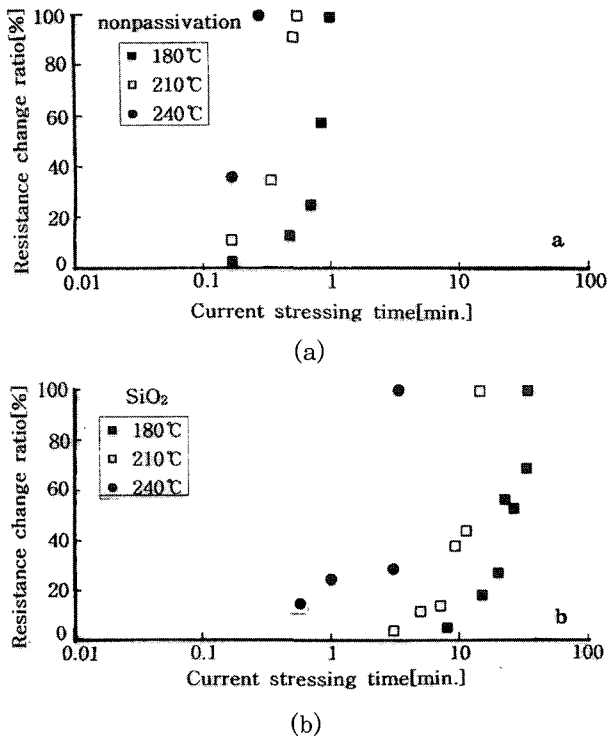 nonpassivation
180℃
210℃
240℃
100
80
60
40
20
0
Resistance change ratio[%]
0.01
0.1
1
10
100
a
Current stressing time[min.]
(a)
SiO₂
180℃
210℃
240℃
100
80
60
40
20
0
Resistance change ratio[%]
0.01
0.1
1
10
100
b
Current stressing time[min.]
(b)